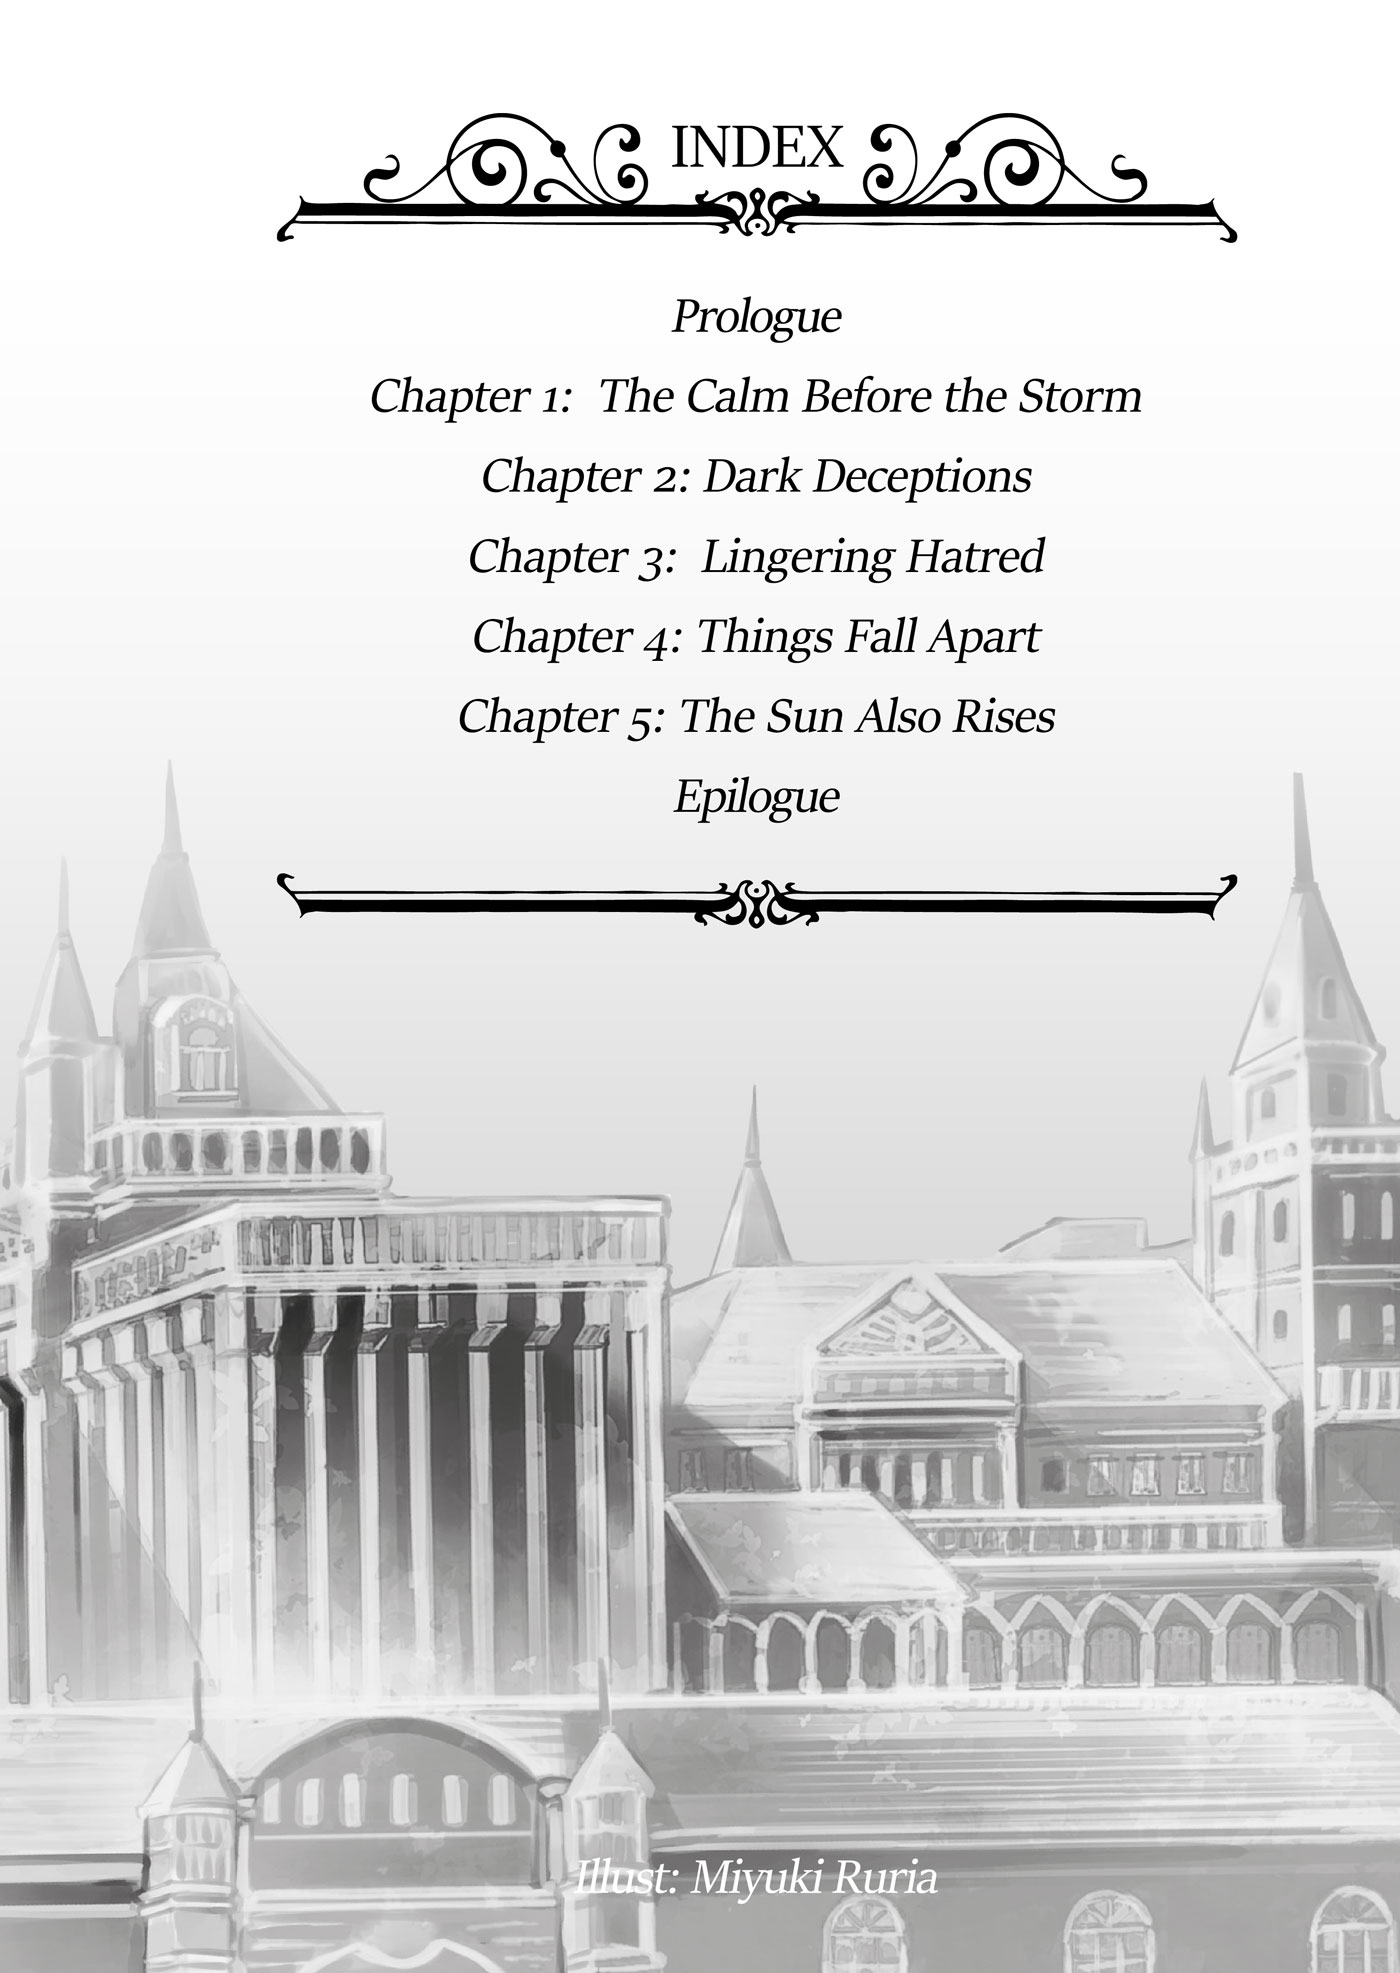 INDEX
Prologue
Chapter 1:  The Calm Before the Storm
Chapter 2: Dark Deceptions
Chapter 3:  Lingering Hatred
Chapter 4: Things Fall Apart
Chapter 5: The Sun Also Rises
Epilogue
Illust: Miyuki Ruria